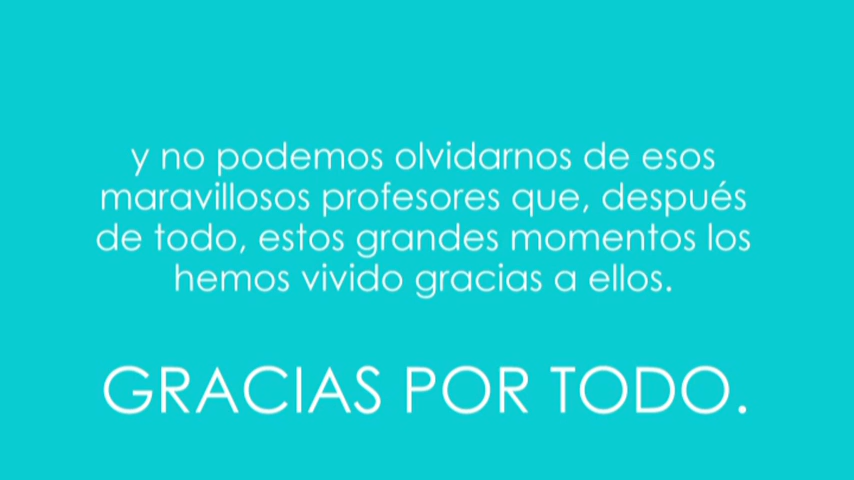 y no podemos olvidarnos de esos
maravillosos profesores que, después
de todo, estos grandes momentos los
hemos vivido gracias a ellos.
GRACIAS POR TODO.